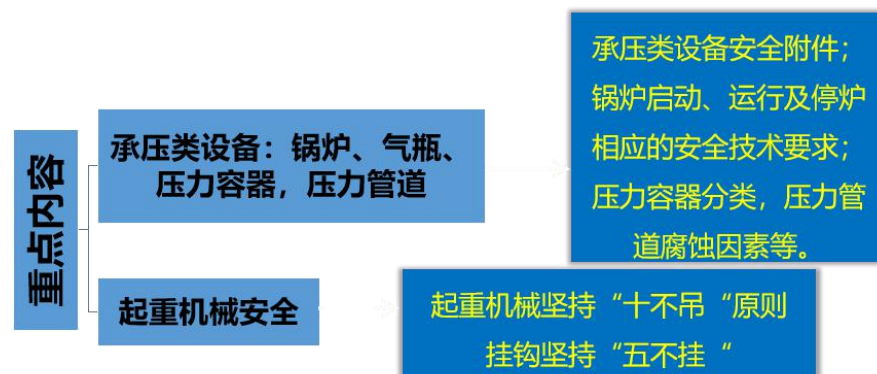 重点内容
承压类设备：锅炉、气瓶、
压力容器，压力管道
承压类设备安全附件；
锅炉启动、运行及停炉
相应的安全技术要求；
压力容器分类，压力管
道腐蚀因素等。
起重机械安全
起重机械坚持“十不吊“原则
挂钩坚持“五不挂“